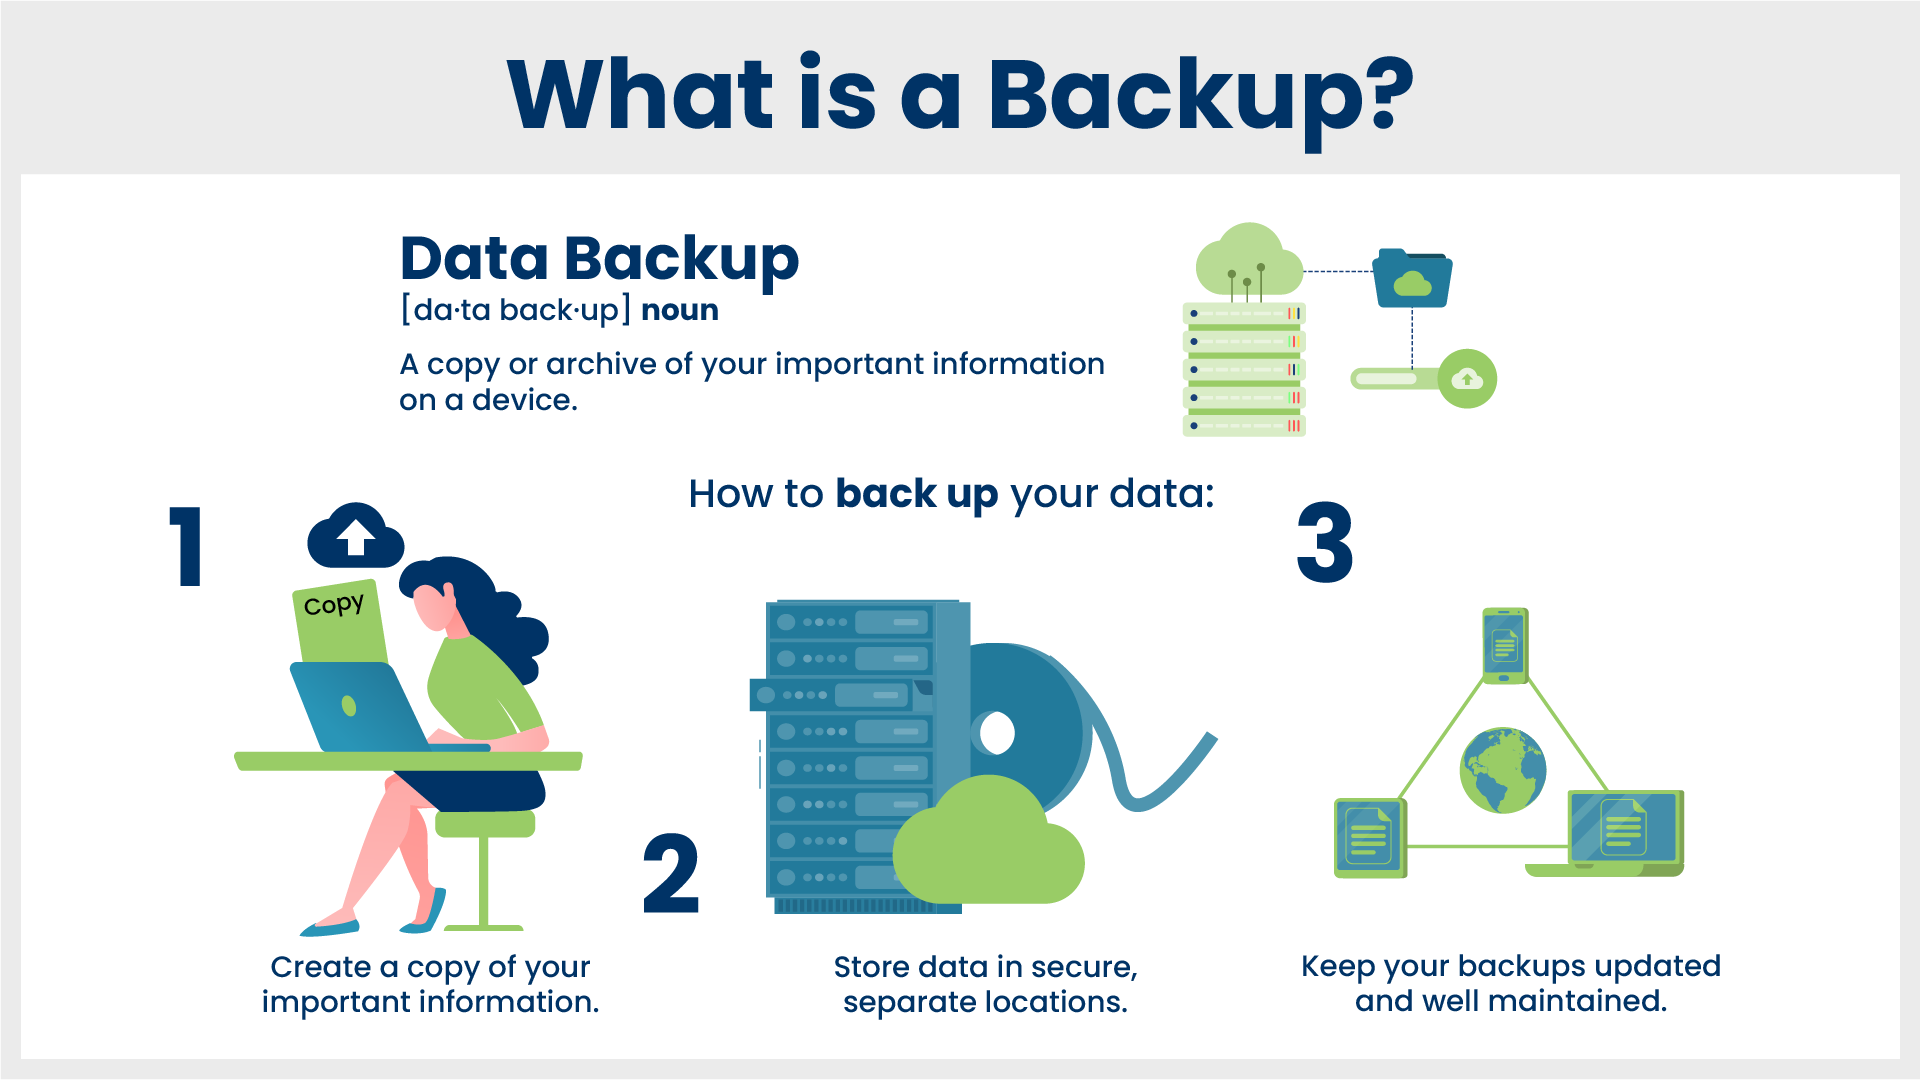 What is a Backup?
Data Backup
[da·ta back·up] noun
A copy or archive of your important information
on a device.
How to back up your data:
1
Copy
Create a copy of your
important information.
2
Store data in secure,
separate locations.
3
Keep your backups updated
and well maintained.